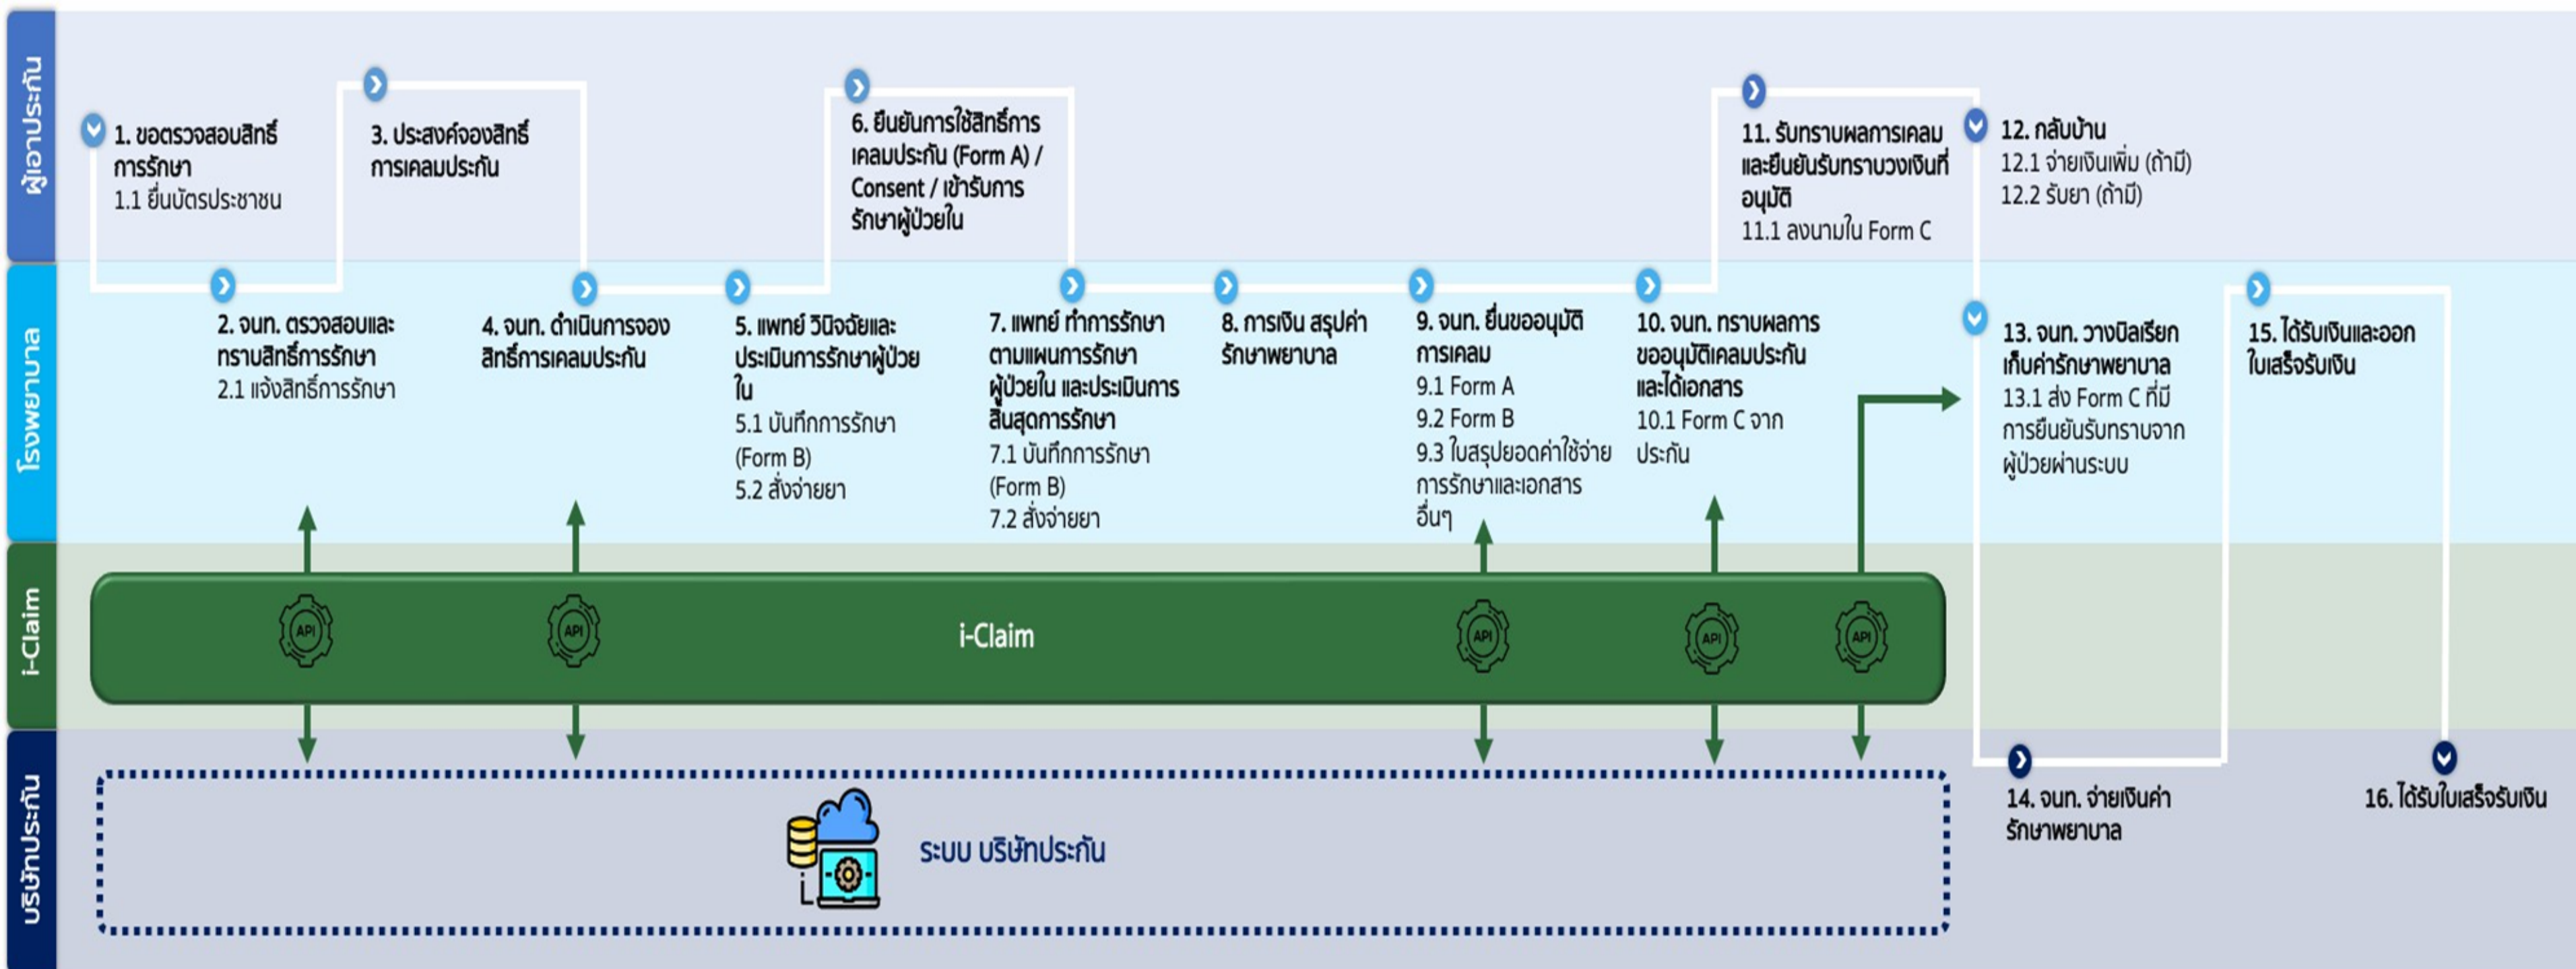 ผู้เอาประกัน
1. ขอตรวจสอบสิทธิ์
การรักษา
1.1 ยื่นบัตรประชาชน
3. ประสงค์จองสิทธิ์
การเคลมประกัน
6. ยืนยันการใช้สิทธิ์การ
เคลมประกัน (Form A) /
Consent / เข้ารับการ
รักษาผู้ป่วยใน
11. รับทราบผลการเคลม
และยืนยันรับทราบวงเงินที่
อนุมัติ
11.1 ลงนามใน Form C
12. กลับบ้าน
12.1 จ่ายเงินเพิ่ม (ถ้ามี)
12.2 รับยา (ถ้ามี)
โรงพยาบาล
2. จนท. ตรวจสอบและ
ทราบสิทธิ์การรักษา
2.1 แจ้งสิทธิ์การรักษา
4. จนท. ดำเนินการจอง
สิทธิ์การเคลมประกัน
5. แพทย์ วินิจฉัยและ
ประเมินการรักษาผู้ป่วย
ใน
5.1 บันทึกการรักษา
(Form B)
5.2 สั่งจ่ายยา
7. แพทย์ ทำการรักษา
ตามแผนการรักษา
ผู้ป่วยใน และประเมินการ
สิ้นสุดการรักษา
7.1 บันทึกการรักษา
(Form B)
7.2 สั่งจ่ายยา
8. การเงิน สรุปค่า
รักษาพยาบาล
9. จนท. ยื่นขออนุมัติ
การเคลม
9.1 Form A
9.2 Form B
9.3 ใบสรุปยอดค่าใช้จ่าย
การรักษาและเอกสาร
อื่นๆ
10. จนท. ทราบผลการ
ขออนุมัติเคลมประกัน
และได้เอกสาร
10.1 Form C จาก
ประกัน
13. จนท. วางบิลเรียก
เก็บค่ารักษาพยาบาล
13.1 ส่ง Form C ที่มี
การยืนยันรับทราบจาก
ผู้ป่วยผ่านระบบ
15. ได้รับเงินและออก
ใบเสร็จรับเงิน
i-Claim
API
API
i-Claim
API
API
API
บริษัทประกัน
ระบบ บริษัทประกัน
14. จนท. จ่ายเงินค่า
รักษาพยาบาล
16. ได้รับใบเสร็จรับเงิน